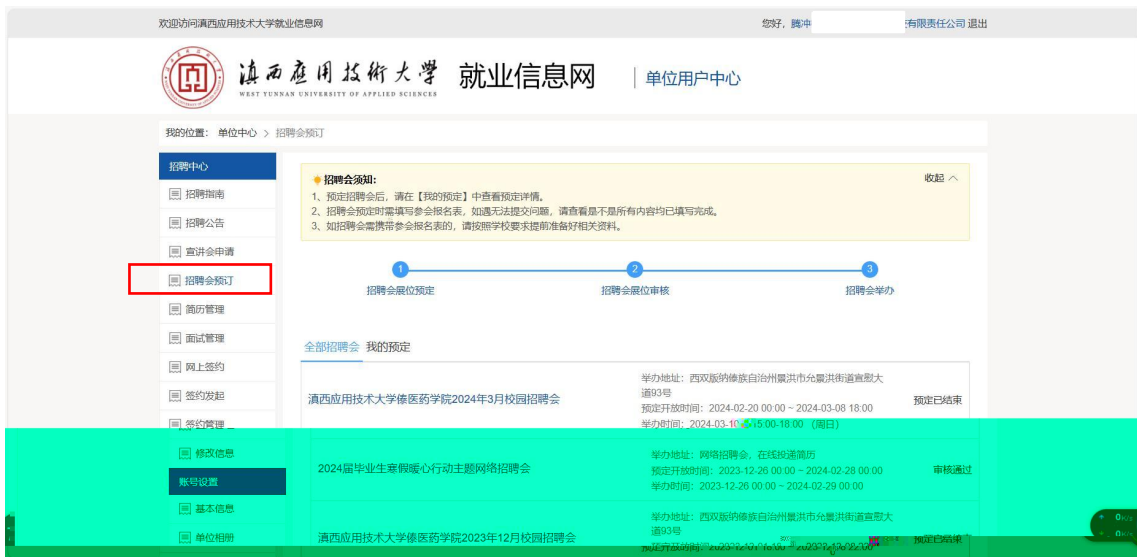 欢迎访问滇西应用技术大学就业信息网
您好，腾冲
有限责任公司 退出
滇西应用技术大学 就业信息网
单位用户中心
WEST YUNNAN UNIVERSITY OF APPLIED SCIENCES
我的位置： 单位中心 > 招聘会预订
招聘中心
招聘指南
招聘公告
宣讲会申请
招聘会预订
简历管理
面试管理
网上签约
签约发起
签约管理
修改信息
账号设置
基本信息
单位相册
招聘会须知:
收起
1、预定招聘会后，请在【我的预定】中查看预定详情。
2、招聘会预定时需填写参会报名表，如遇无法提交问题，请查看是不是所有内容均已填写完成。
3、如招聘会需携带参会报名表的，请按照学校要求提前准备好相关资料。
1
2
3
招聘会展位预定
招聘会展位审核
招聘会举办
全部招聘会 我的预定
滇西应用技术大学傣医药学院2024年3月校园招聘会
举办地址：西双版纳傣族自治州景洪市允景洪街道宣慰大
道93号
预定开放时间：2024-02-20 00:00 ~ 2024-03-08 18:00
举办时间：2024-03-10 15:00-18:00 （周日）
预定已结束
2024届毕业生寒假暖心行动主题网络招聘会
举办地址：网络招聘会，在线投递简历
预定开放时间：2023-12-26 00:00 ~ 2024-02-28 00:00
举办时间：2023-12-26 00:00 ~ 2024-02-29 00:00
审核通过
滇西应用技术大学傣医药学院2023年12月校园招聘会
举办地址：西双版纳傣族自治州景洪市允景洪街道宣慰大
道93号
预定开放时间：
预定已结束